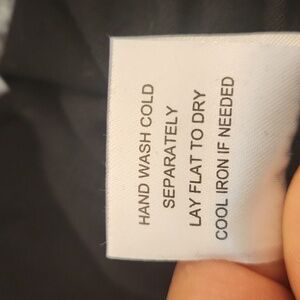 HAND WASH COLD
SEPARATELY
LAY FLAT TO DRY
COOL IRON IF NEEDED